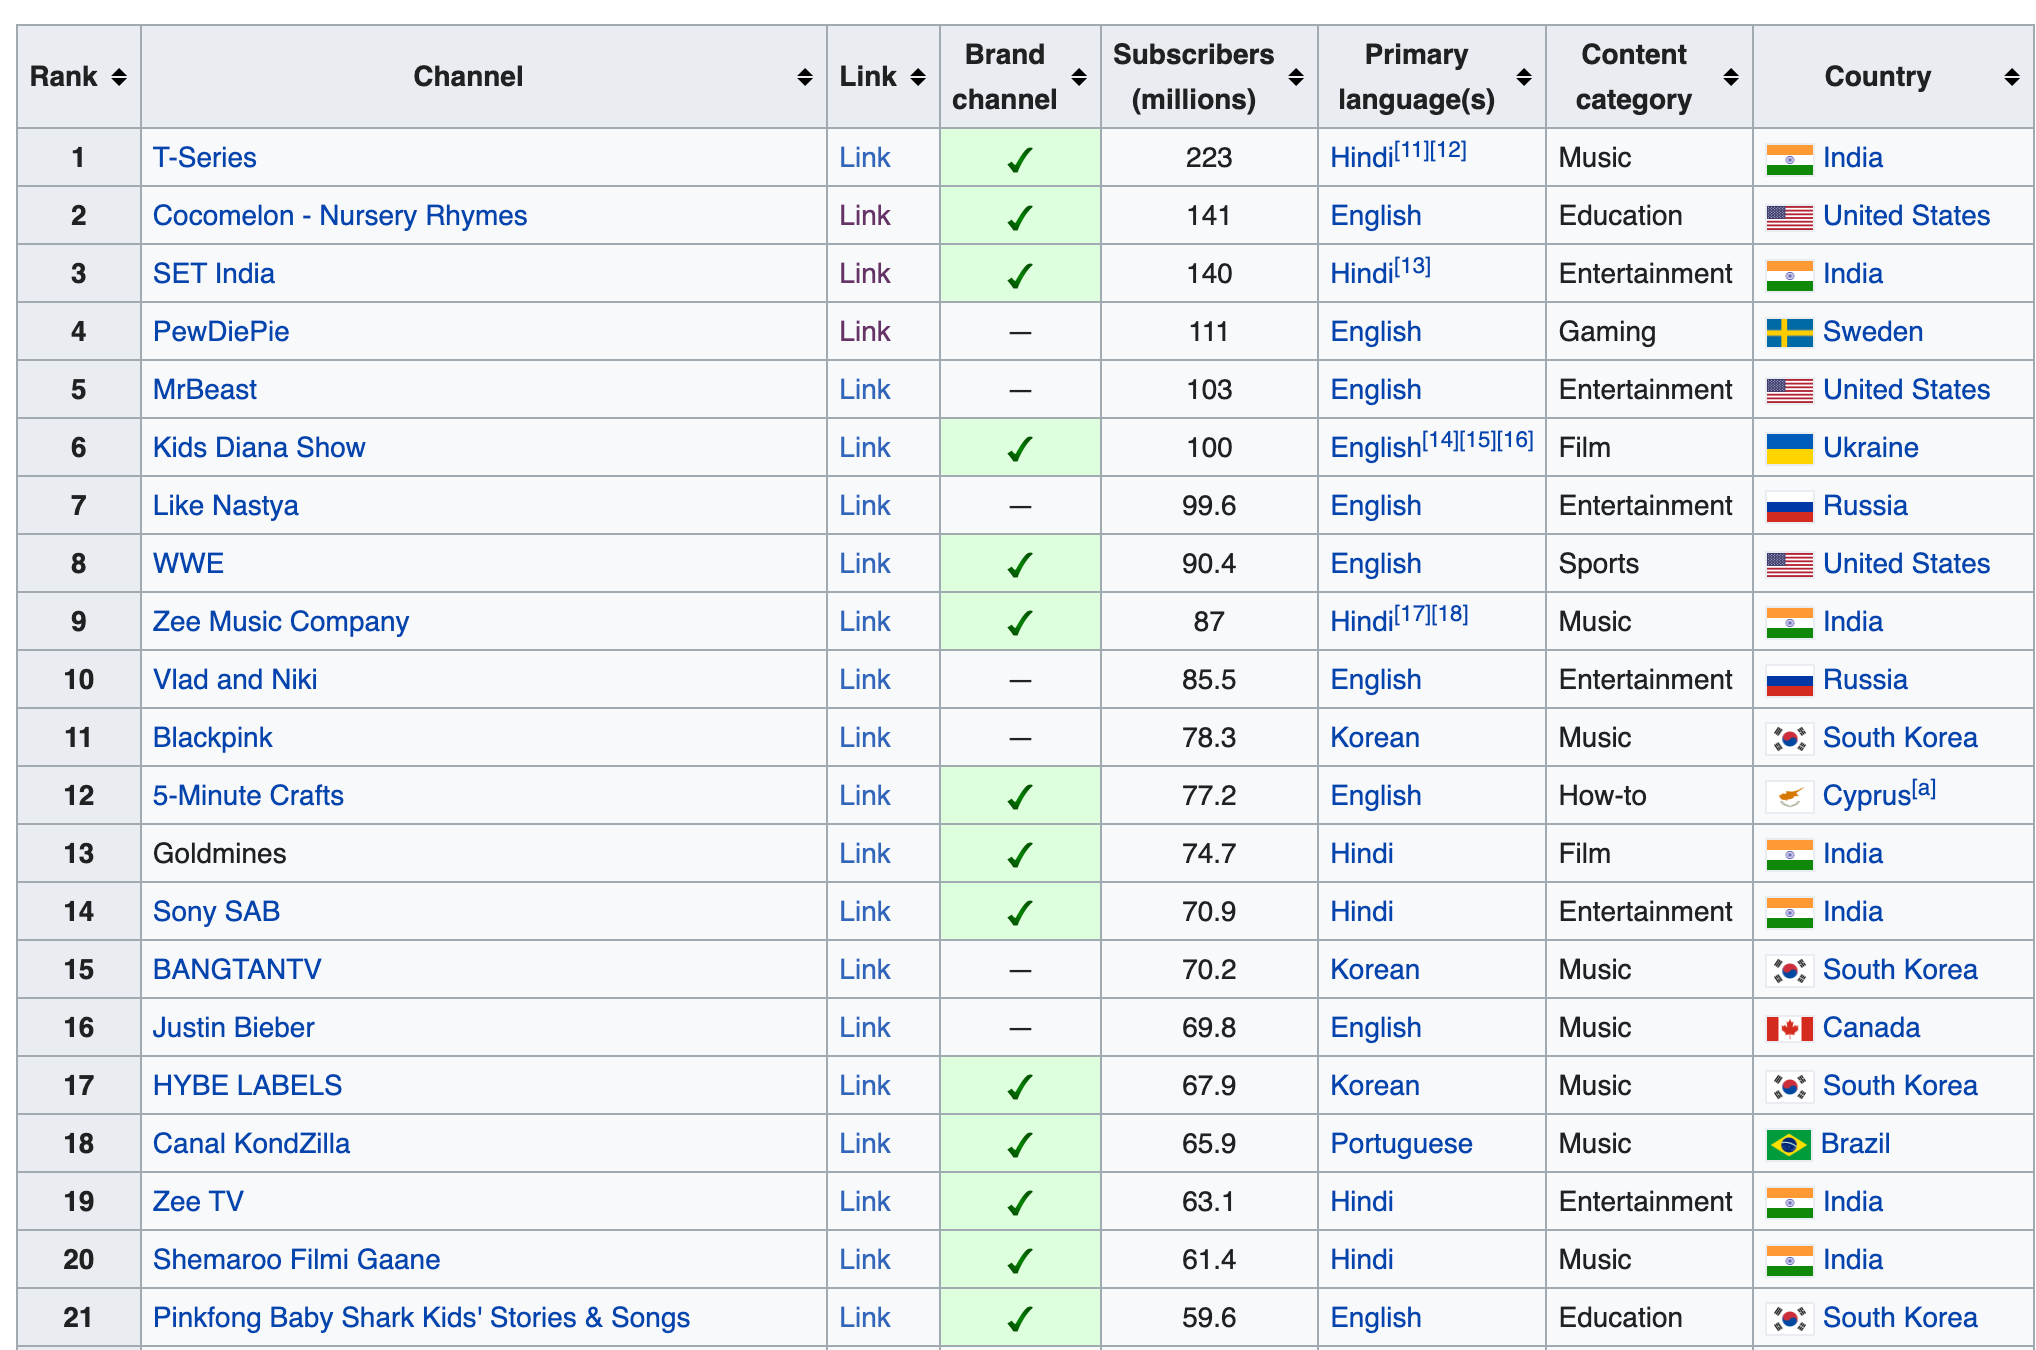 Rank Channel Link Brand channel Subscribers (millions) Primary language(s) Content category Country
1 T-Series Link ✓ 223 Hindi[11][12] Music India
2 Cocomelon - Nursery Rhymes Link ✓ 141 English Education United States
3 SET India Link ✓ 140 Hindi[13] Entertainment India
4 PewDiePie Link — 111 English Gaming Sweden
5 MrBeast Link — 103 English Entertainment United States
6 Kids Diana Show Link ✓ 100 English[14][15][16] Film Ukraine
7 Like Nastya Link — 99.6 English Entertainment Russia
8 WWE Link ✓ 90.4 English Sports United States
9 Zee Music Company Link ✓ 87 Hindi[17][18] Music India
10 Vlad and Niki Link — 85.5 English Entertainment Russia
11 Blackpink Link — 78.3 Korean Music South Korea
12 5-Minute Crafts Link ✓ 77.2 English How-to Cyprus[a]
13 Goldmines Link ✓ 74.7 Hindi Film India
14 Sony SAB Link ✓ 70.9 Hindi Entertainment India
15 BANGTANTV Link — 70.2 Korean Music South Korea
16 Justin Bieber Link — 69.8 English Music Canada
17 HYBE LABELS Link ✓ 67.9 Korean Music South Korea
18 Canal KondZilla Link ✓ 65.9 Portuguese Music Brazil
19 Zee TV Link ✓ 63.1 Hindi Entertainment India
20 Shemaroo Filmi Gaane Link ✓ 61.4 Hindi Music India
21 Pinkfong Baby Shark Kids' Stories & Songs Link ✓ 59.6 English Education South Korea